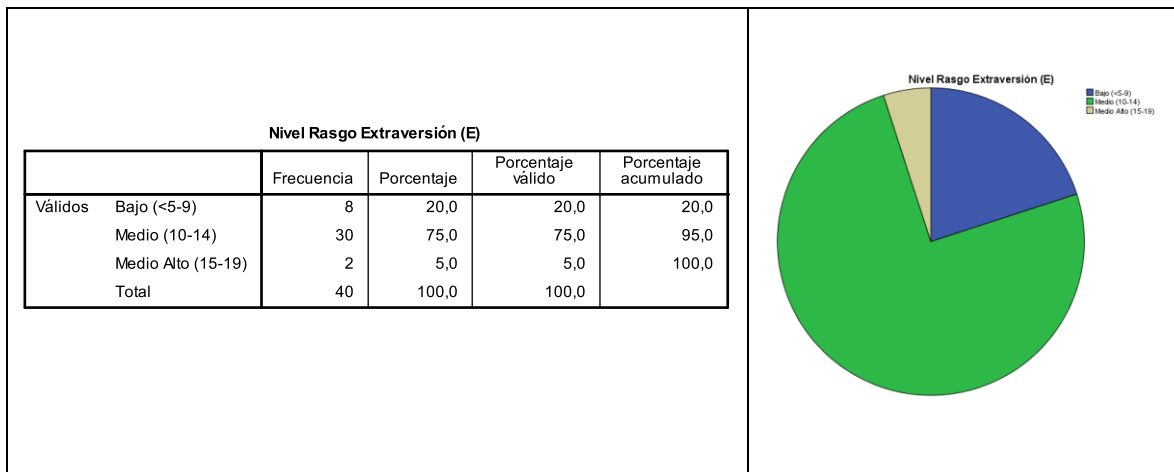 Nivel Rasgo Extraversión (E)
Frecuencia Porcentaje Porcentaje válido Porcentaje acumulado
Válidos Bajo (<5-9) 8 20,0 20,0 20,0
Medio (10-14) 30 75,0 75,0 95,0
Medio Alto (15-19) 2 5,0 5,0 100,0
Total 40 100,0 100,0
Nivel Rasgo Extraversión (E)
Bajo (<5-9)
Medio (10-14)
Medio Alto (15-19)